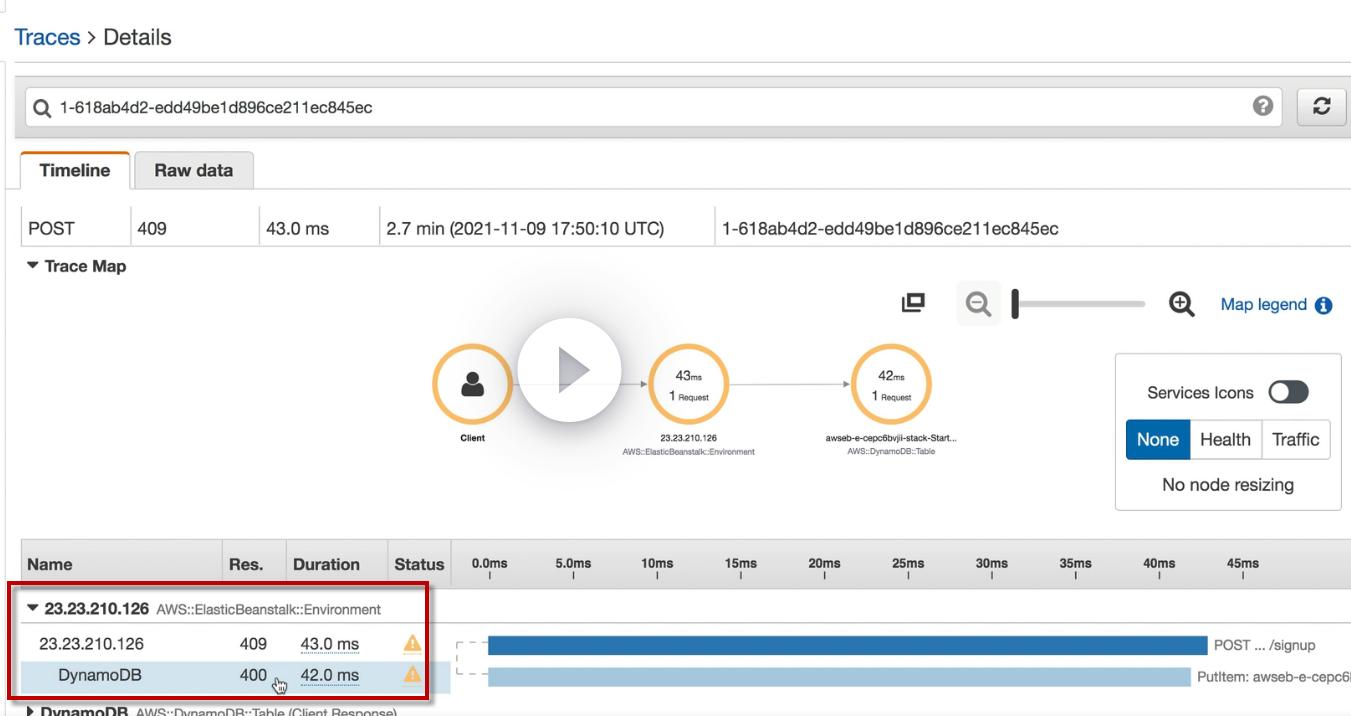 Traces > Details
1-618ab4d2-edd49be1d896ce211ec845ec
Timeline Raw data
POST 409 43.0 ms 2.7 min (2021-11-09 17:50:10 UTC) 1-618ab4d2-edd49be1d896ce211ec845ec
Trace Map
Map legend
Services Icons
None Health Traffic
No node resizing
43ms
1 Request
42ms
1 Request
Client
23.23.210.126
AWS::ElasticBeanstalk::Environment
awseb-e-cepc6bvjii-stack-Start...
AWS::DynamoDB::Table
Name Res. Duration Status 0.0ms 5.0ms 10ms 15ms 20ms 25ms 30ms 35ms 40ms 45ms
23.23.210.126 AWS::ElasticBeanstalk::Environment
23.23.210.126 409 43.0 ms POST ... /signup
DynamoDB 400 42.0 ms PutItem: awseb-e-cepc6
DynamoDB AWS::DynamoDB::Table (Client Response)